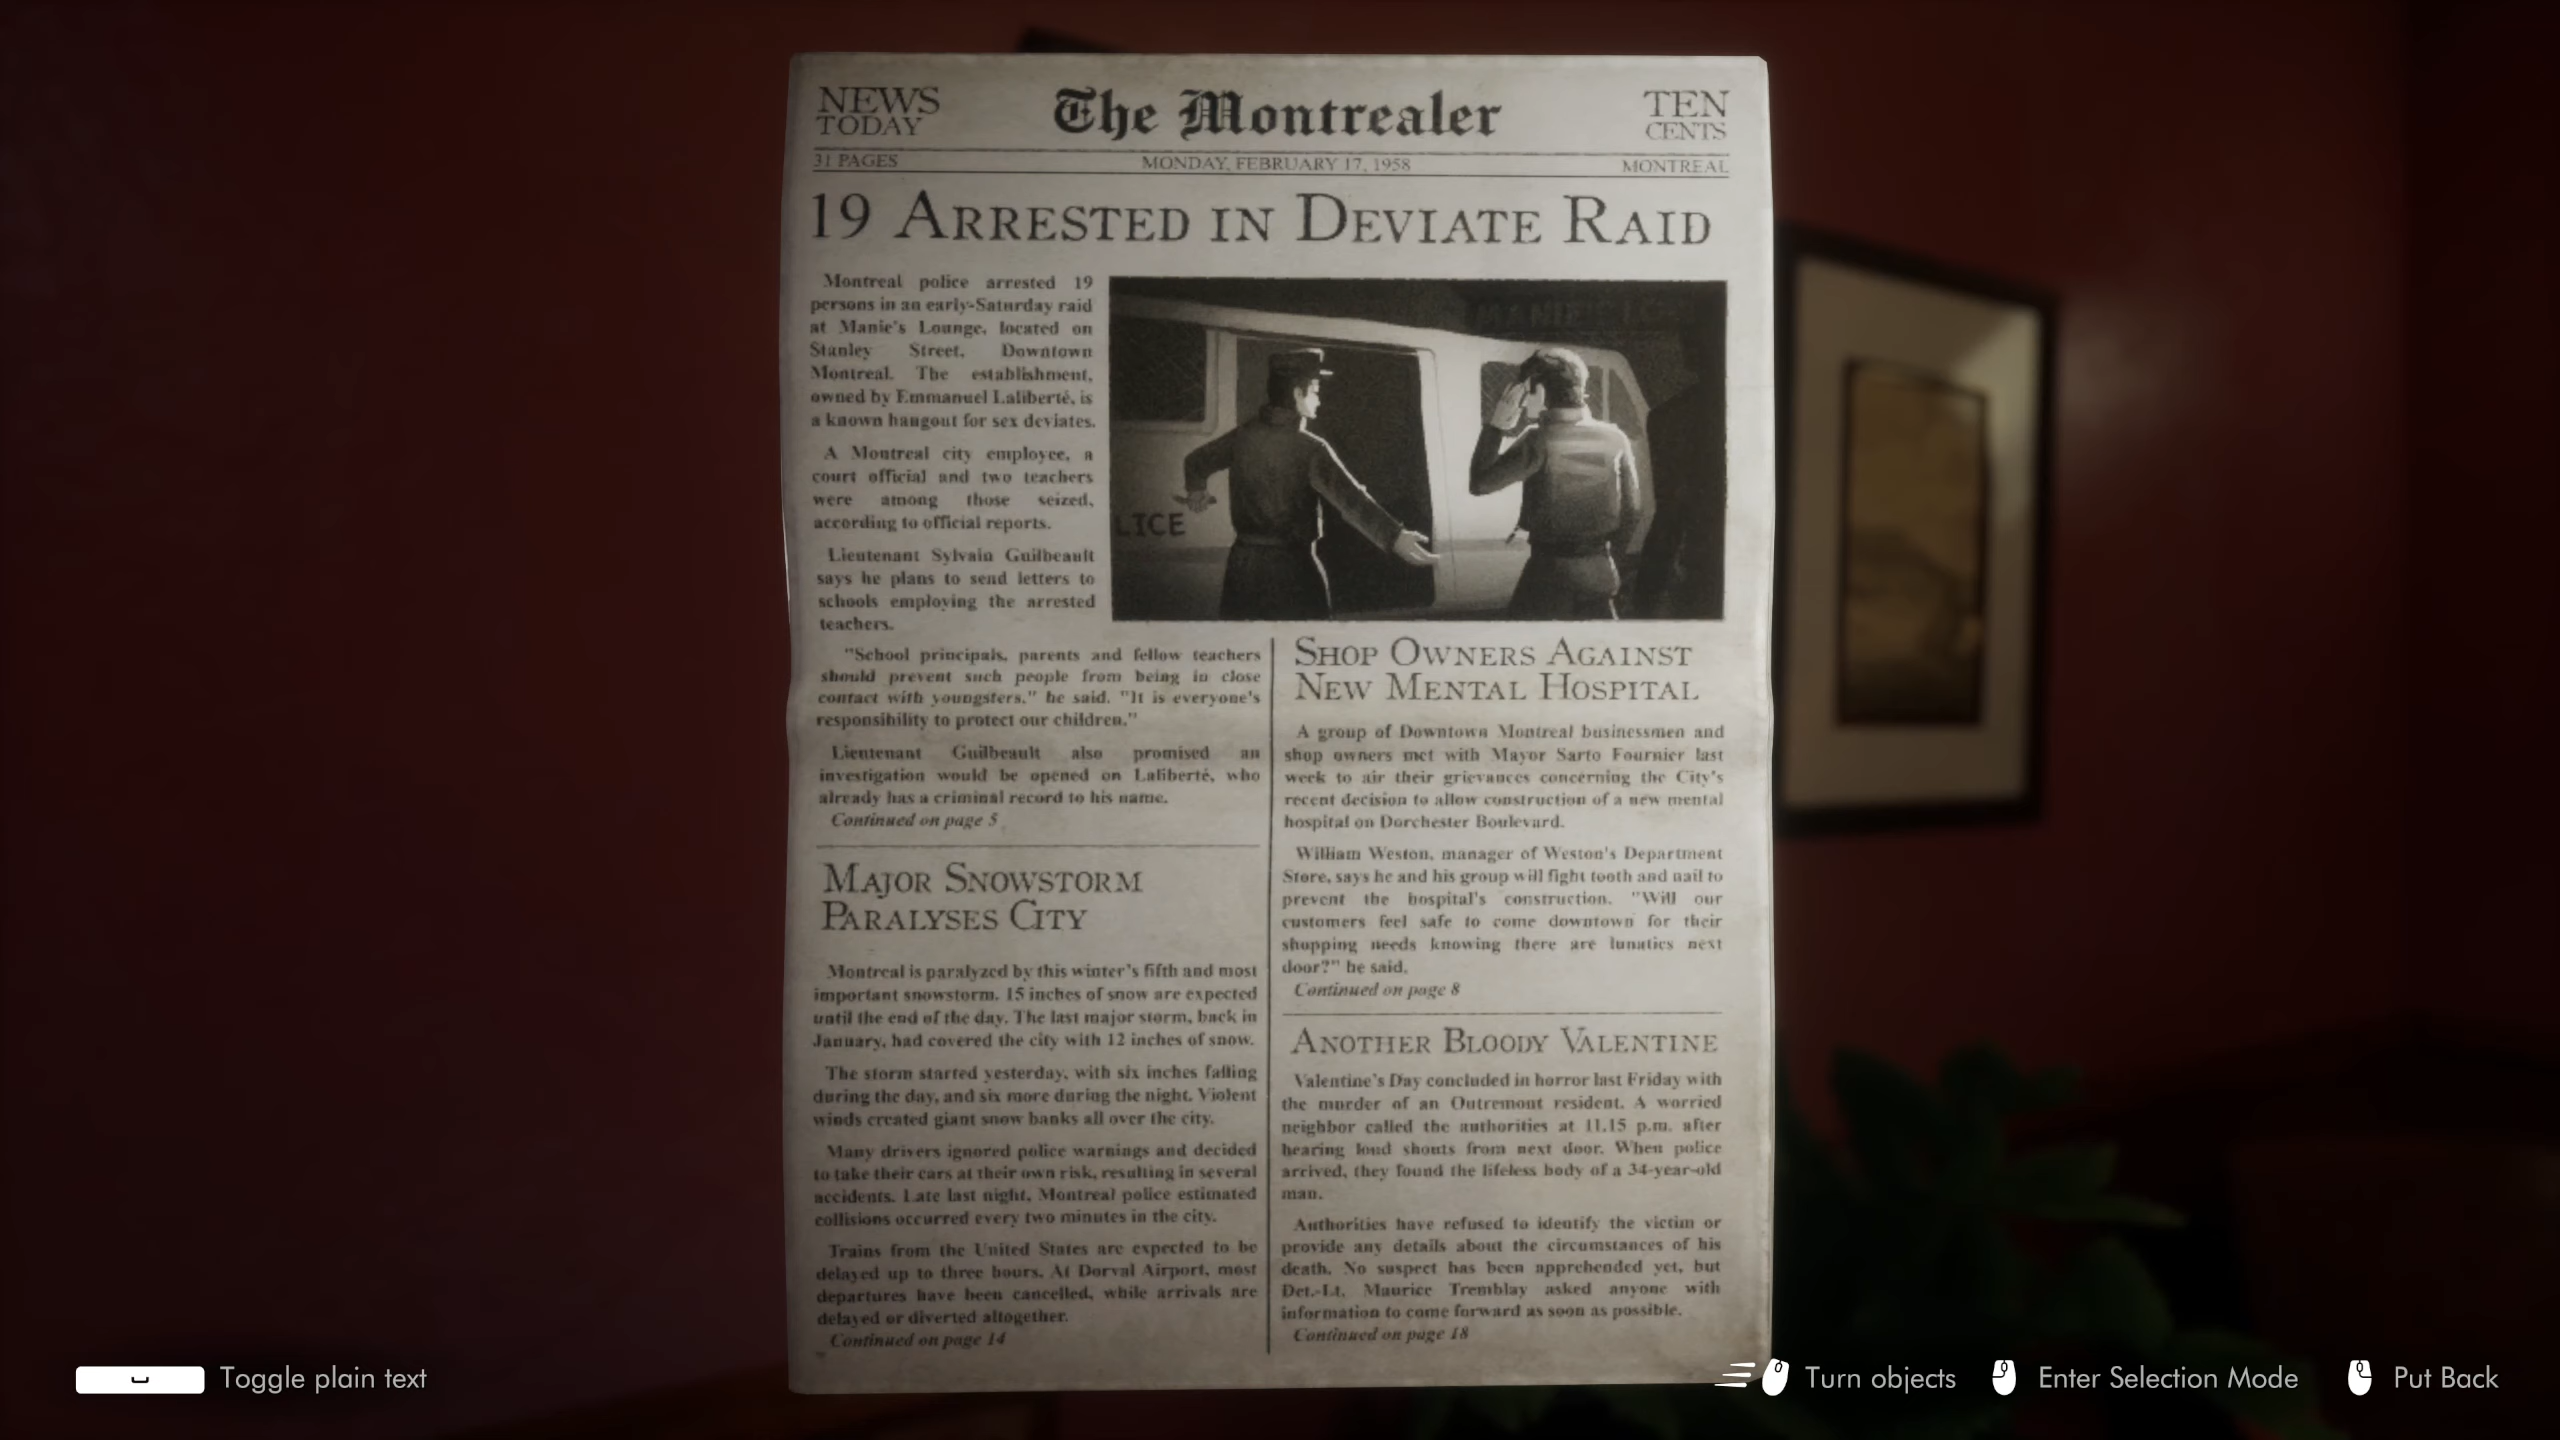 NEWS
TODAY
The Montrealer
TEN
CENTS
31 PAGES
MONDAY, FEBRUARY 17, 1958
MONTREAL
19 ARRESTED IN DEVIATE RAID
Montreal police arrested 19
persons in an early-Saturday raid
at Manie's Lounge, located on
Stanley Street, Downtown
Montreal. The establishment,
owned by Emmanuel Laliberté, is
a known hangout for sex deviates.
A Montreal city employee, a
court official and two teachers
were among those seized,
according to official reports.
Lieutenant Sylvain Guilbeault
says he plans to send letters to
schools employing the arrested
teachers.
"School principals, parents and fellow teachers
should prevent such people from being in close
contact with youngsters," he said. "It is everyone's
responsibility to protect our children."
Lieutenant Guilbeault also promised an
investigation would be opened on Laliberté, who
already has a criminal record to his name.
Continued on page 5
LICE
MAJOR SNOWSTORM
PARALYSES CITY
Montreal is paralyzed by this winter's fifth and most
important snowstorm. 15 inches of snow are expected
until the end of the day. The last major storm, back in
January, had covered the city with 12 inches of snow.
The storm started yesterday, with six inches falling
during the day, and six more during the night. Violent
winds created giant snow banks all over the city.
Many drivers ignored police warnings and decided
to take their cars at their own risk, resulting in several
accidents. Late last night, Montreal police estimated
collisions occurred every two minutes in the city.
Trains from the United States are expected to be
delayed up to three hours. At Dorval Airport, most
departures have been cancelled, while arrivals are
delayed or diverted altogether.
Continued on page 14
SHOP OWNERS AGAINST
NEW MENTAL HOSPITAL
A group of Downtown Montreal businessmen and
shop owners met with Mayor Sarto Fournier last
week to air their grievances concerning the City's
recent decision to allow construction of a new mental
hospital on Dorchester Boulevard.
William Weston, manager of Weston's Department
Store, says he and his group will fight tooth and nail to
prevent the hospital's construction. "Will our
customers feel safe to come downtown for their
shopping needs knowing there are lunatics next
door?" he said.
Continued on page 8
ANOTHER BLOODY VALENTINE
Valentine's Day concluded in horror last Friday with
the murder of an Outremont resident. A worried
neighbor called the authorities at 11.15 p.m. after
hearing loud shouts from next door. When police
arrived, they found the lifeless body of a 34-year-old
man.
Authorities have refused to identify the victim or
provide any details about the circumstances of his
death. No suspect has been apprehended yet, but
Det.-Lt. Maurice Tremblay asked anyone with
information to come forward as soon as possible.
Continued on page 18
Toggle plain text
Turn objects
Enter Selection Mode
Put Back